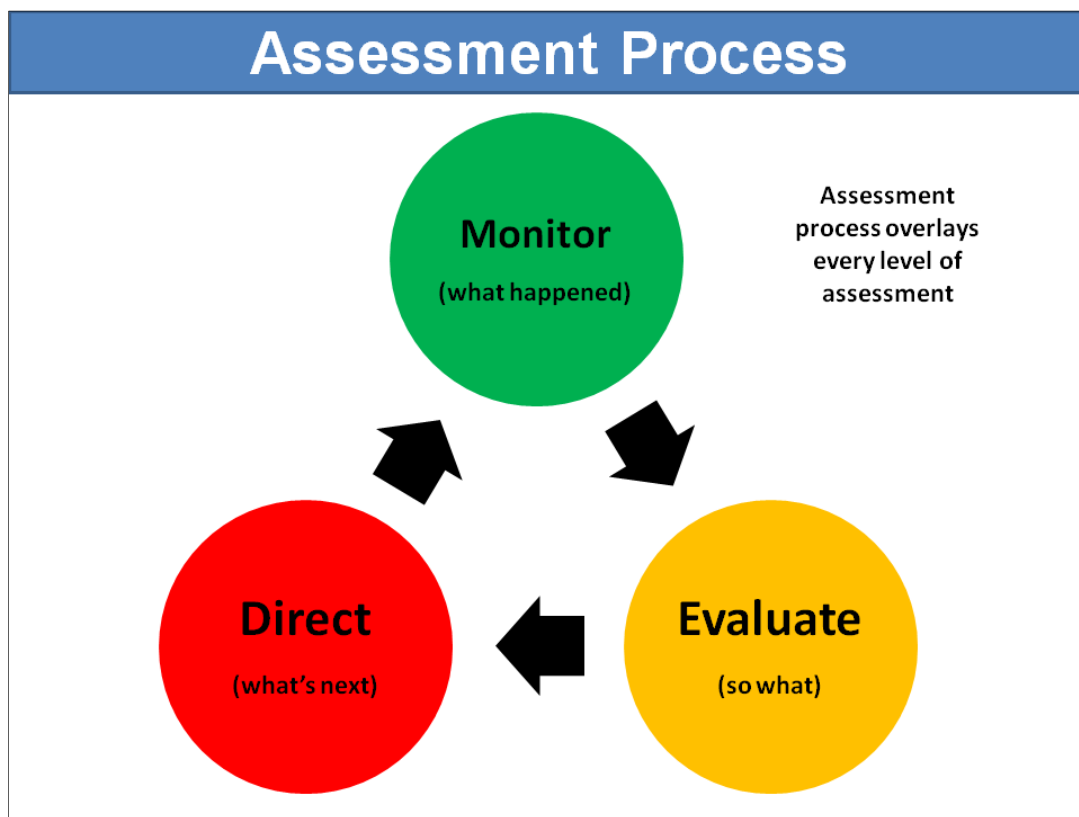 Assessment Process
Monitor
(what happened)
Assessment
process overlays
every level of
assessment
Direct
(what’s next)
Evaluate
(so what)